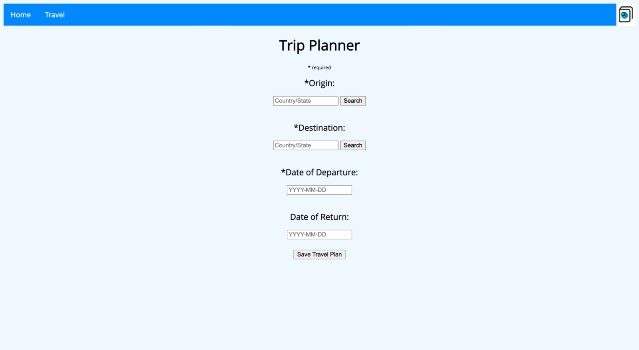 Home Travel
Trip Planner
* required
*Origin:
Country/State Search
*Destination:
Country/State Search
*Date of Departure:
YYYY-MM-DD
Date of Return:
YYYY-MM-DD
Save Travel Plan